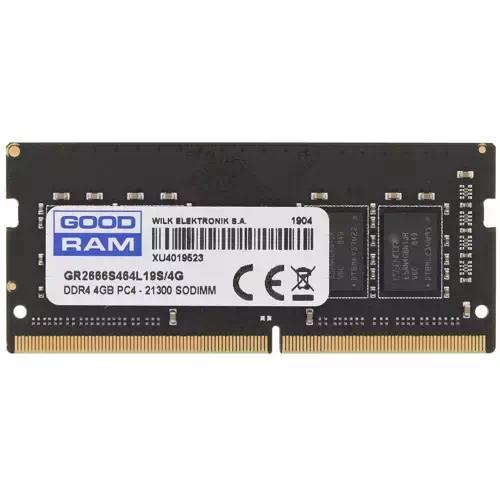 GOOD
RAM
WILK ELEKTRONIK S.A.
1904
XU4019523
GR2666S464L19S/4G
DDR4 4GB PC4 - 21300 SODIMM